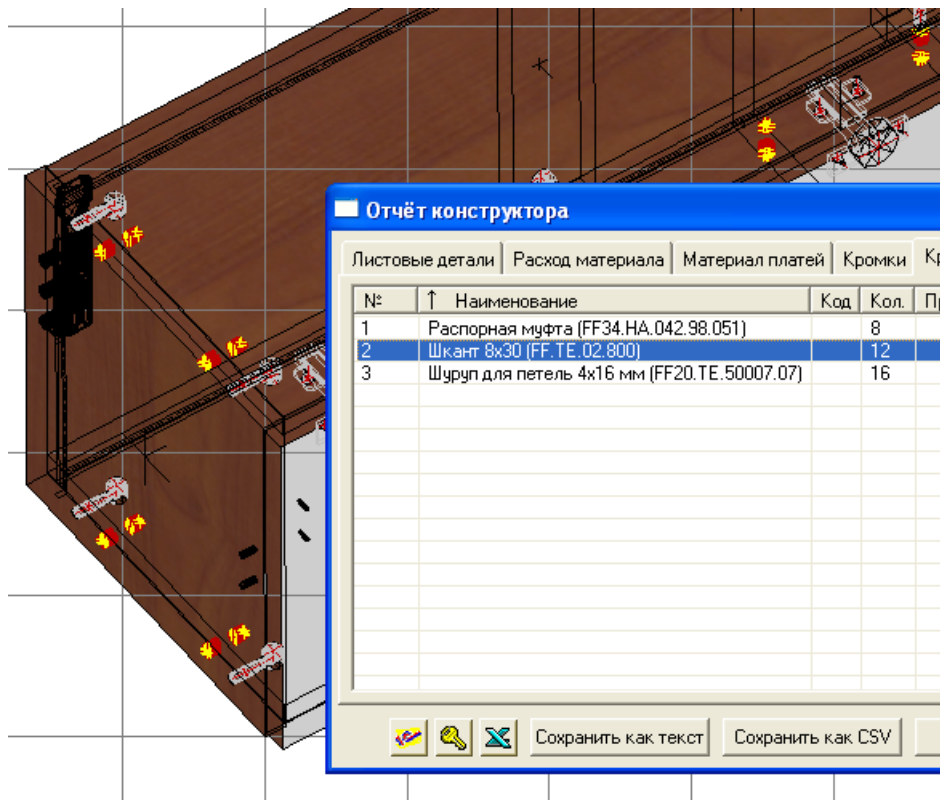 Отчёт конструктора
Листовые детали Расход материала Материал платей Кромки Кр
№ ↑ Наименование Код Кол. Пр
1 Распорная муфта (FF34.HA.042.98.051) 8
2 Шкант 8x30 (FF.TE.02.800) 12
3 Шуруп для петель 4x16 мм (FF20.TE.50007.07) 16
Сохранить как текст Сохранить как CSV